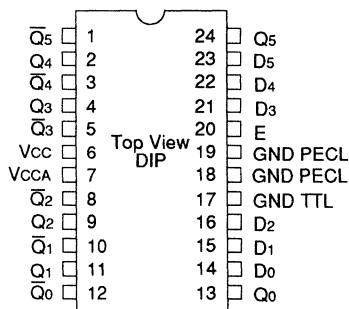 Q̅5 1 24 Q5
Q4 2 23 D5
Q̅4 3 22 D4
Q3 4 21 D3
Q̅3 5 20 E
VCC 6 Top View 19 GND PECL
VCCA 7 DIP 18 GND PECL
Q̅2 8 17 GND TTL
Q2 9 16 D2
Q̅1 10 15 D1
Q1 11 14 D0
Q̅0 12 13 Q0